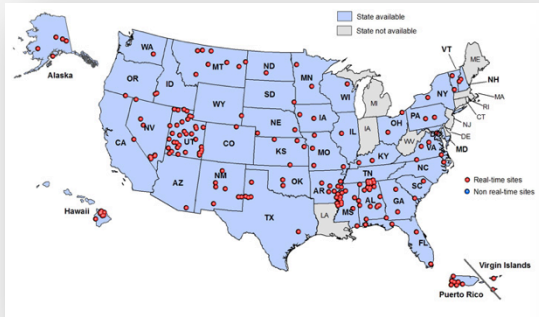 State available
State not available
Alaska
WA
OR
ID
MT
ND
MN
WI
MI
VT
ME
NH
NY
MA
RI
CT
NJ
DE
MD
PA
WV
VA
OH
IN
IL
IA
SD
WY
NE
NV
UT
CO
CA
KS
MO
KY
NC
TN
SC
AZ
NM
OK
AR
MS
AL
GA
LA
TX
FL
Hawaii
Real-time sites
Non real-time sites
Virgin Islands
Puerto Rico